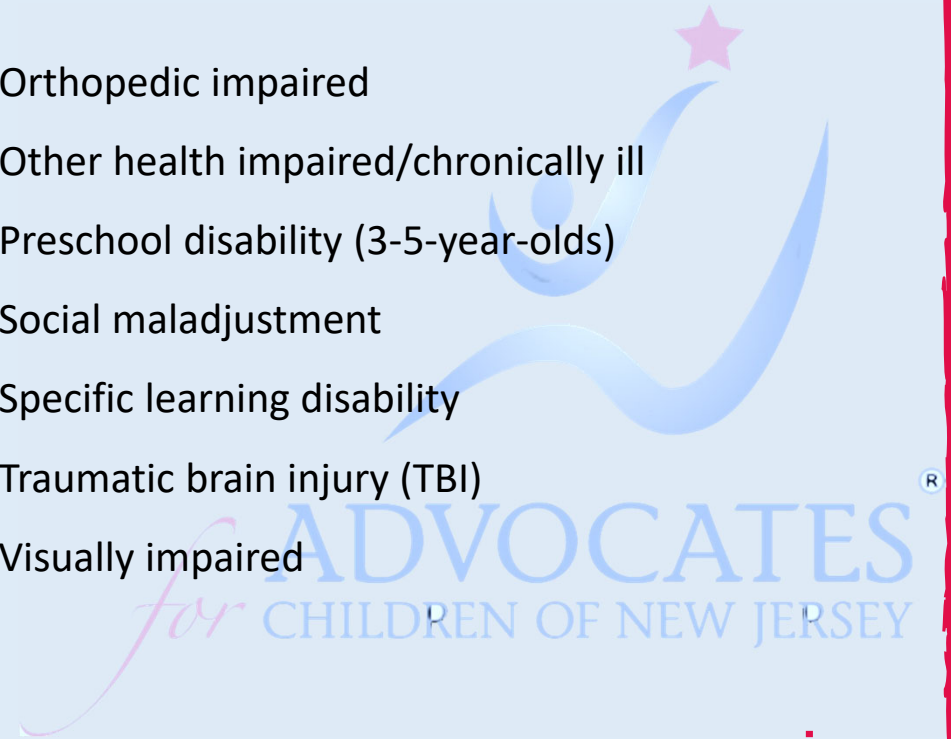 Orthopedic impaired
Other health impaired/chronically ill
Preschool disability (3-5-year-olds)
Social maladjustment
Specific learning disability
Traumatic brain injury (TBI)
Visually impaired
ADVOCATES ®
for CHILDREN OF NEW JERSEY